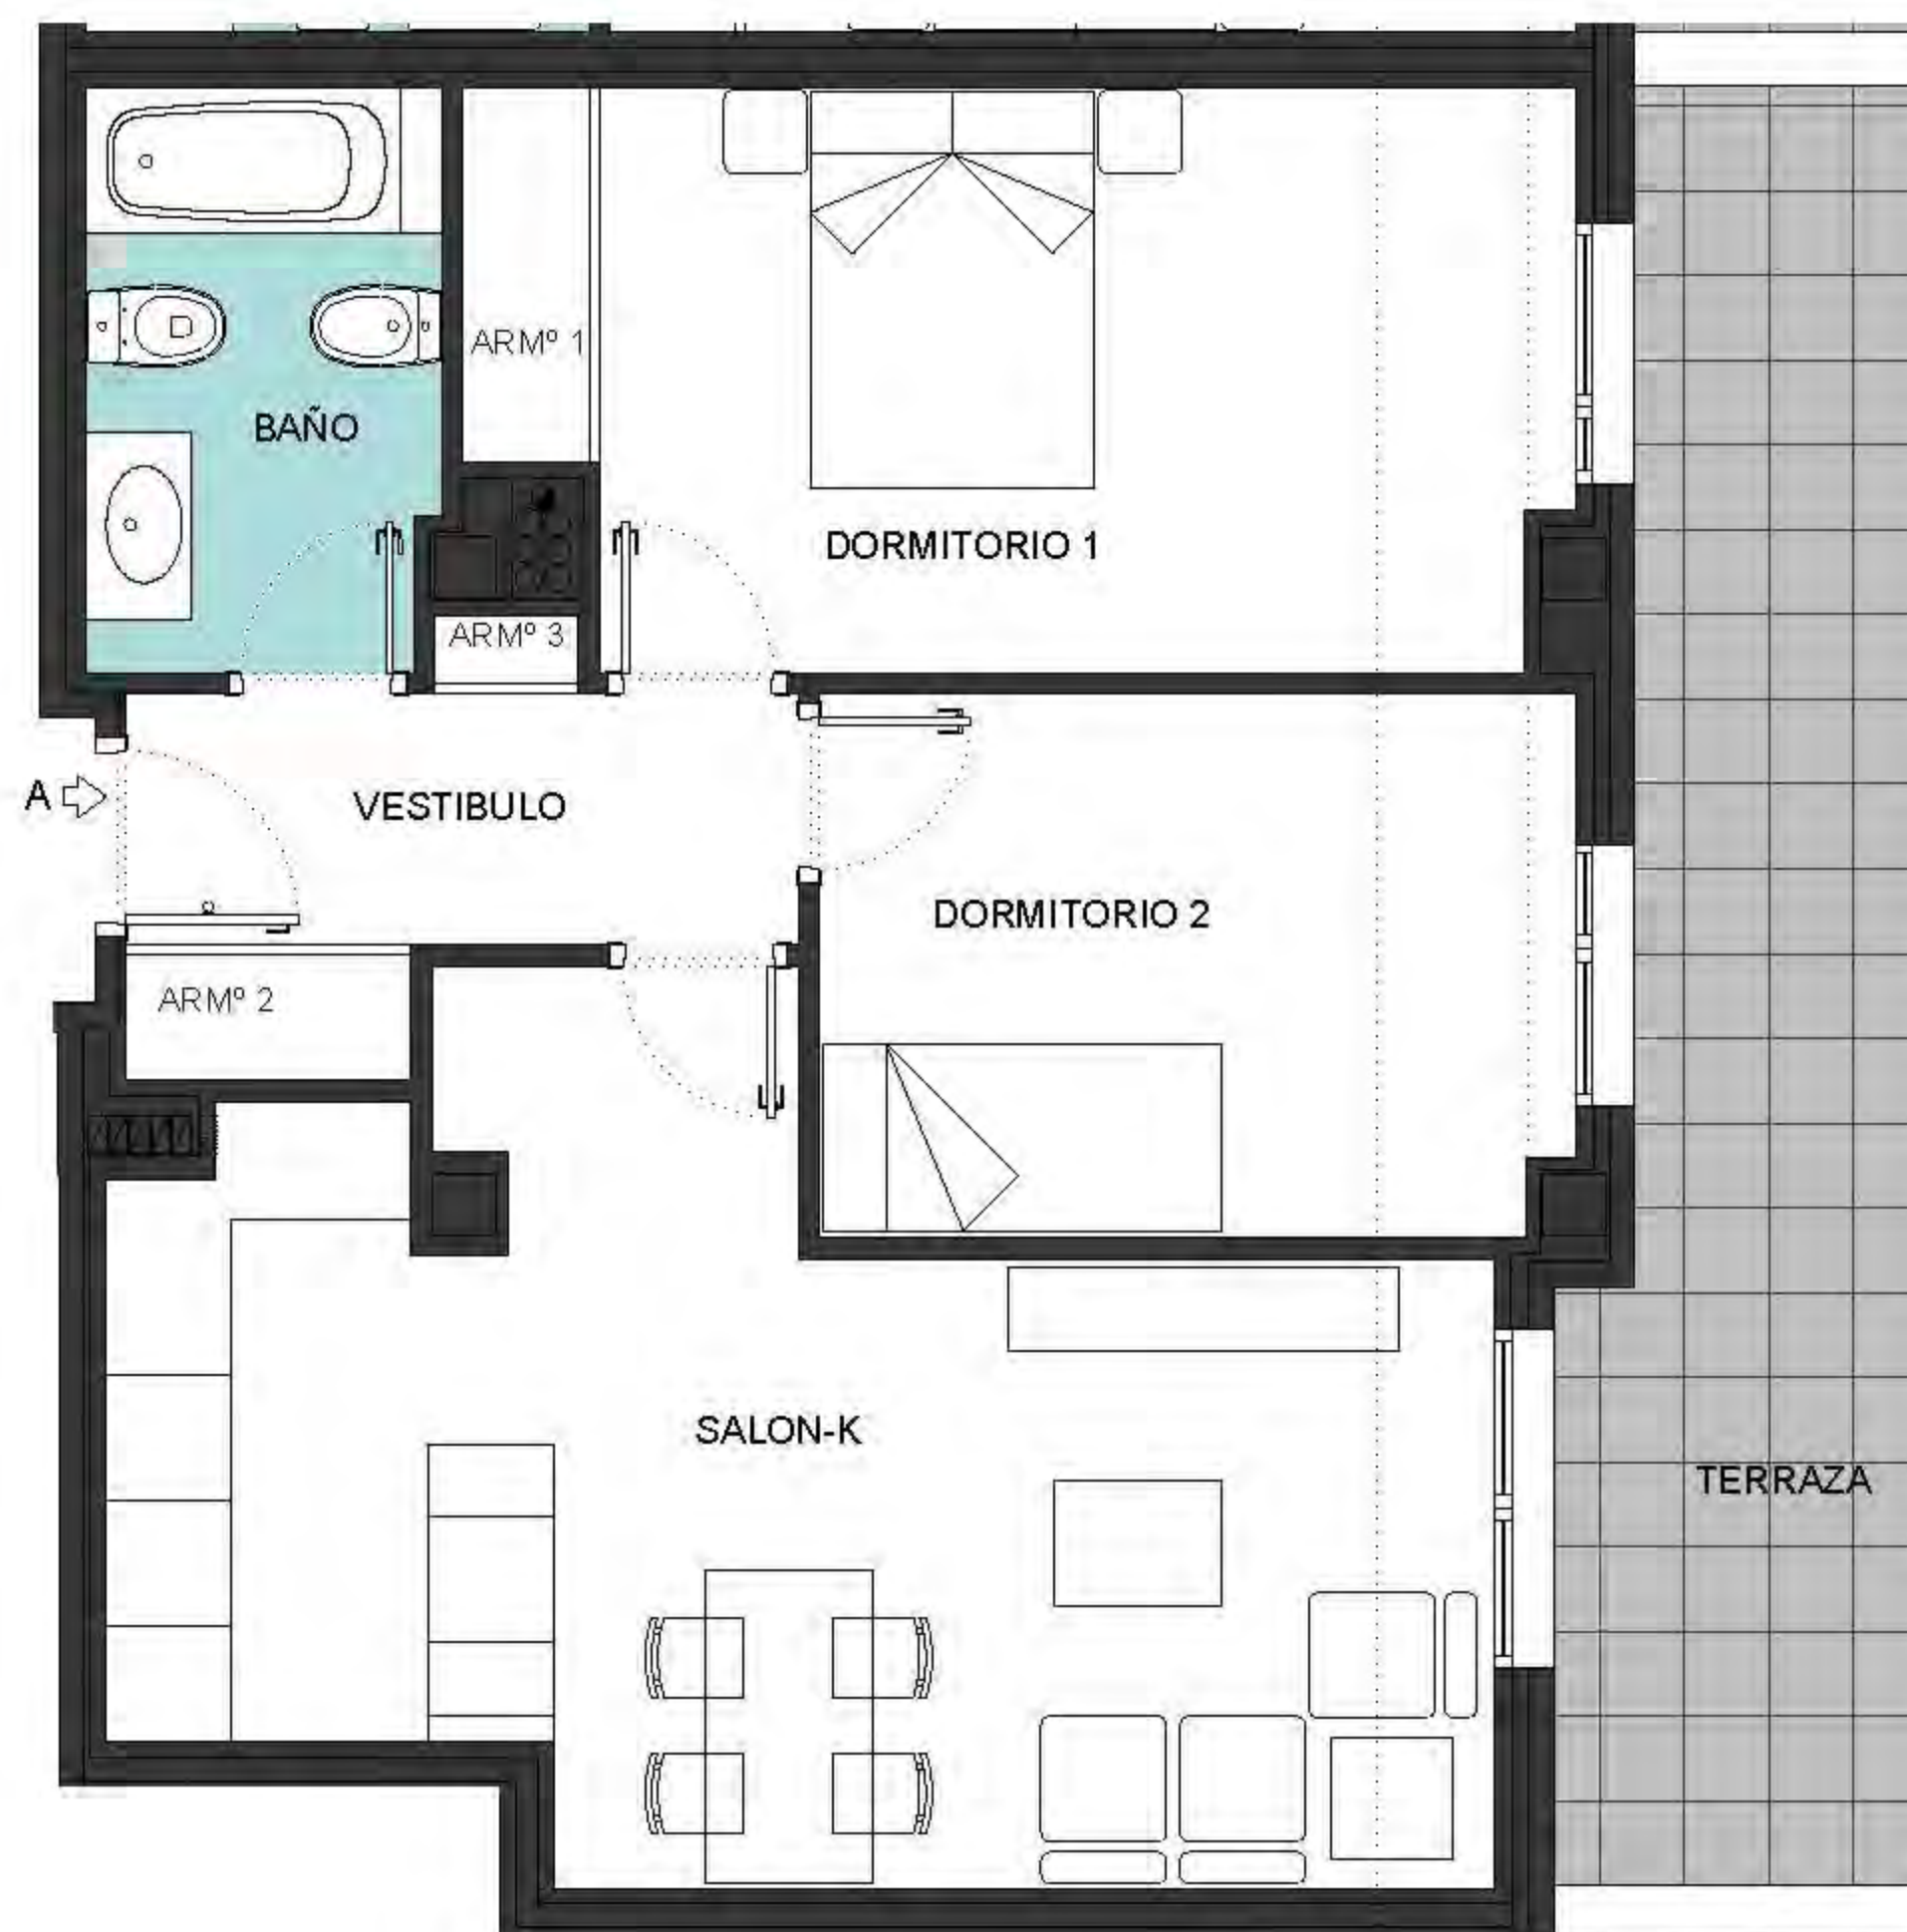 ARMº 1
BAÑO
DORMITORIO 1
ARMº 3
A
VESTIBULO
DORMITORIO 2
ARMº 2
SALON-K
TERRAZA